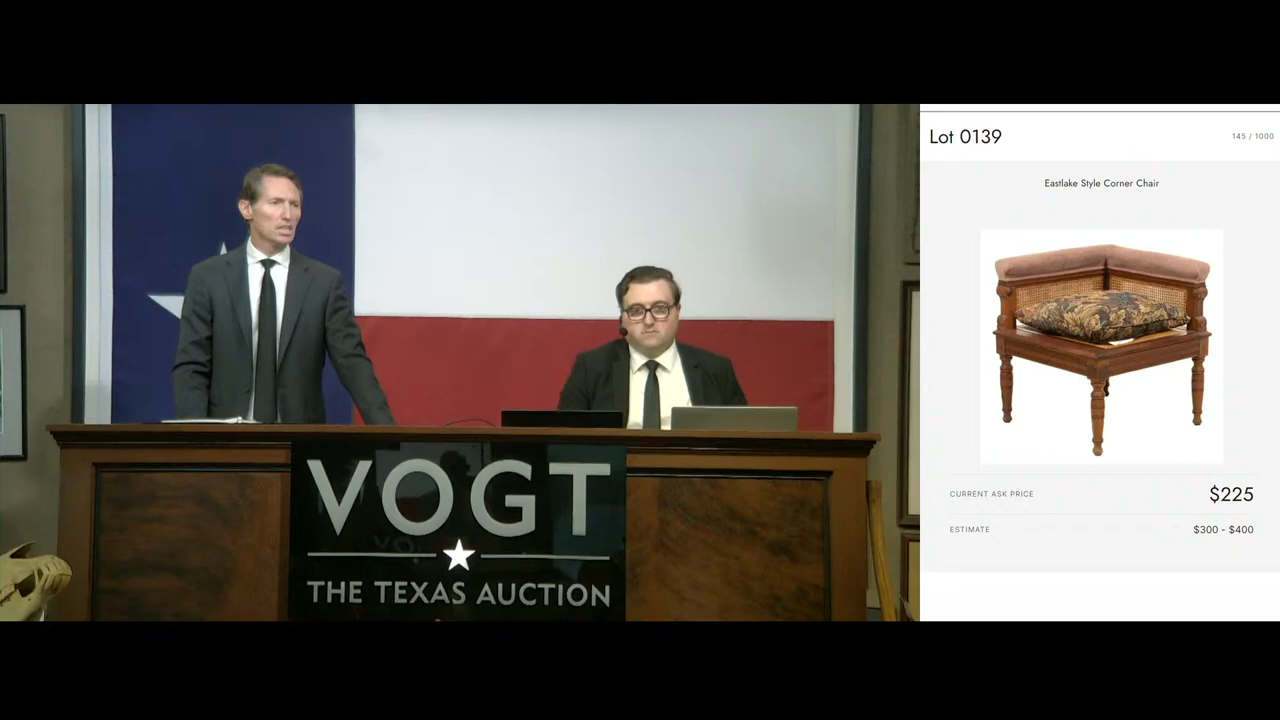 Lot 0139
145 / 1000
Eastlake Style Corner Chair
VOGT
THE TEXAS AUCTION
CURRENT ASK PRICE
$225
ESTIMATE
$300 - $400